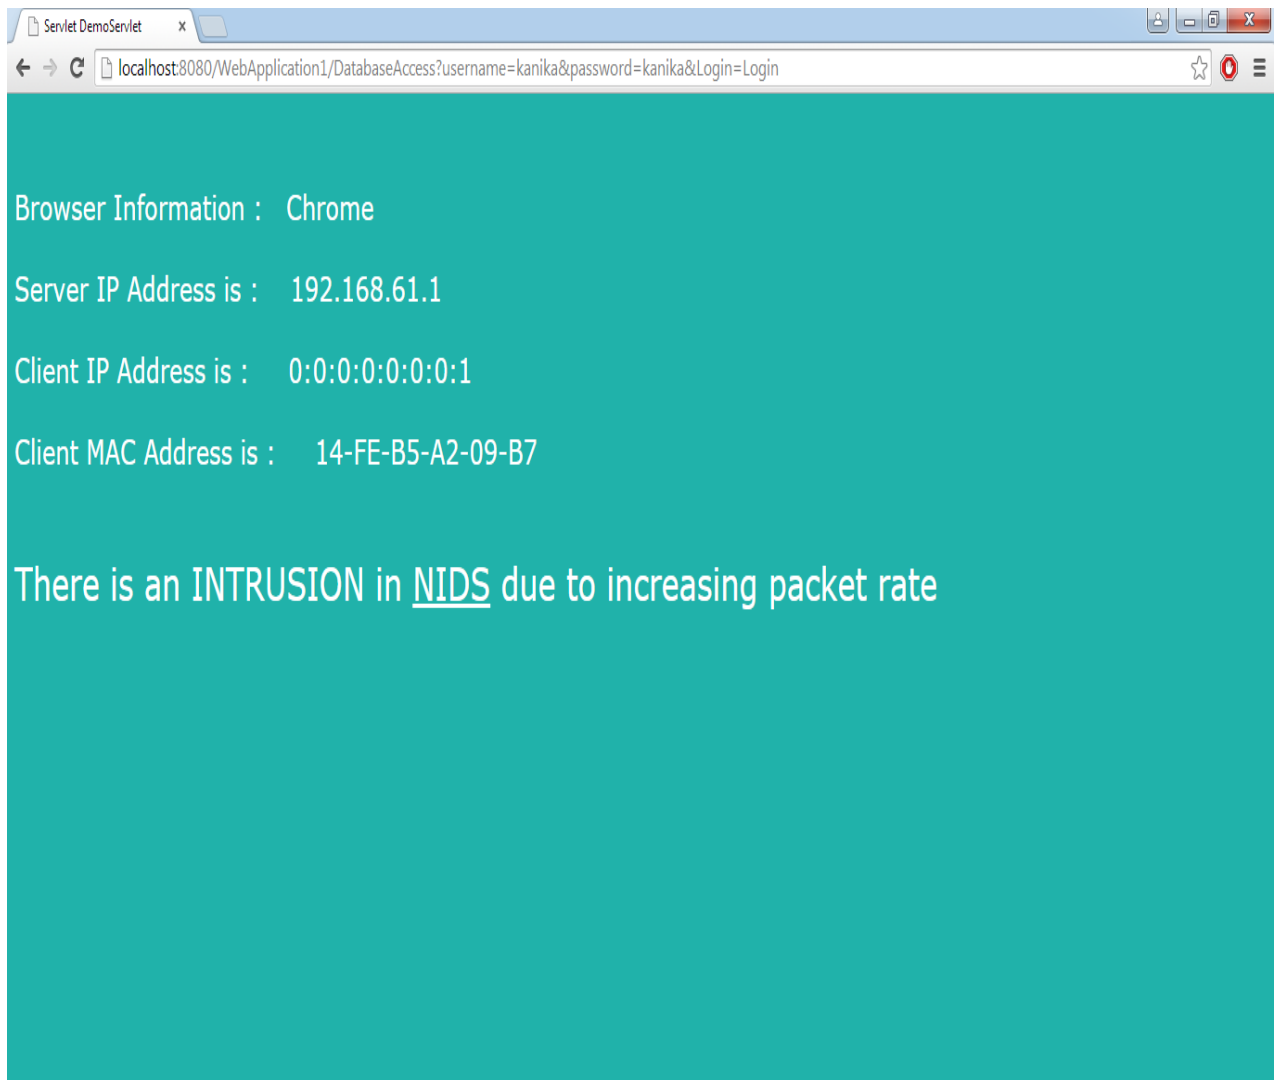 Servlet DemoServlet
localhost:8080/WebApplication1/DatabaseAccess?username=kanika&password=kanika&Login=Login
Browser Information : Chrome
Server IP Address is : 192.168.61.1
Client IP Address is : 0:0:0:0:0:0:0:1
Client MAC Address is : 14-FE-B5-A2-09-B7
There is an INTRUSION in NIDS due to increasing packet rate